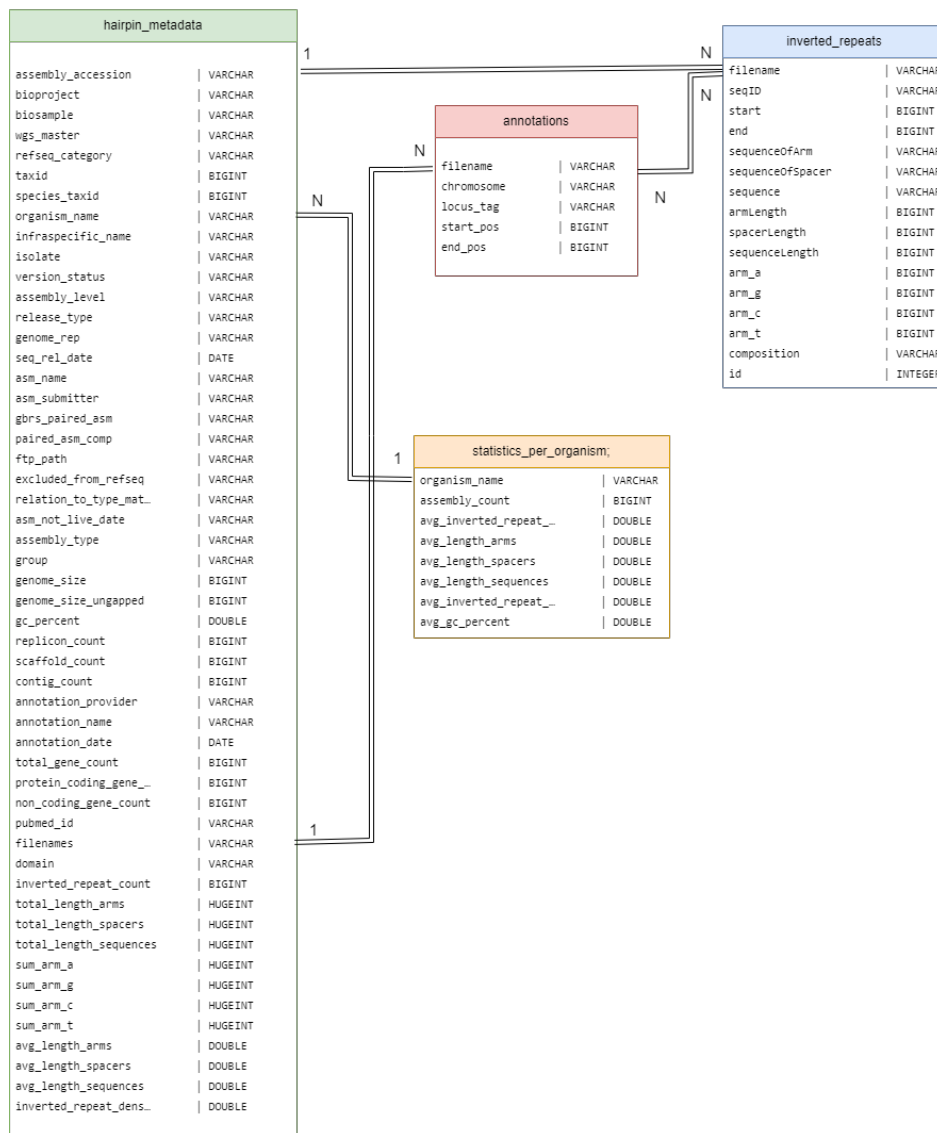 hairpin_metadata
assembly_accession | VARCHAR
bioproject | VARCHAR
biosample | VARCHAR
wgs_master | VARCHAR
refseq_category | VARCHAR
taxid | BIGINT
species_taxid | BIGINT
organism_name | VARCHAR
infraspecific_name | VARCHAR
isolate | VARCHAR
version_status | VARCHAR
assembly_level | VARCHAR
release_type | VARCHAR
genome_rep | VARCHAR
seq_rel_date | DATE
asm_name | VARCHAR
asm_submitter | VARCHAR
gbrs_paired_asm | VARCHAR
paired_asm_comp | VARCHAR
ftp_path | VARCHAR
excluded_from_refseq | VARCHAR
relation_to_type_mat… | VARCHAR
asm_not_live_date | VARCHAR
assembly_type | VARCHAR
group | VARCHAR
genome_size | BIGINT
genome_size_ungapped | BIGINT
gc_percent | DOUBLE
replicon_count | BIGINT
scaffold_count | BIGINT
contig_count | BIGINT
annotation_provider | VARCHAR
annotation_name | VARCHAR
annotation_date | DATE
total_gene_count | BIGINT
protein_coding_gene_… | BIGINT
non_coding_gene_count | BIGINT
pubmed_id | VARCHAR
filenames | VARCHAR
domain | VARCHAR
inverted_repeat_count | BIGINT
total_length_arms | HUGEINT
total_length_spacers | HUGEINT
total_length_sequences | HUGEINT
sum_arm_a | HUGEINT
sum_arm_g | HUGEINT
sum_arm_c | HUGEINT
sum_arm_t | HUGEINT
avg_length_arms | DOUBLE
avg_length_spacers | DOUBLE
avg_length_sequences | DOUBLE
inverted_repeat_dens… | DOUBLE
1
N
N
N
N
N
1
1
annotations
filename | VARCHAR
chromosome | VARCHAR
locus_tag | VARCHAR
start_pos | BIGINT
end_pos | BIGINT
statistics_per_organism;
organism_name | VARCHAR
assembly_count | BIGINT
avg_inverted_repeat_… | DOUBLE
avg_length_arms | DOUBLE
avg_length_spacers | DOUBLE
avg_length_sequences | DOUBLE
avg_inverted_repeat_… | DOUBLE
avg_gc_percent | DOUBLE
inverted_repeats
filename | VARCHAR
seqID | VARCHAR
start | BIGINT
end | BIGINT
sequenceOfArm | VARCHAR
sequenceOfSpacer | VARCHAR
sequence | VARCHAR
armLength | BIGINT
spacerLength | BIGINT
sequenceLength | BIGINT
arm_a | BIGINT
arm_g | BIGINT
arm_c | BIGINT
arm_t | BIGINT
composition | VARCHAR
id | INTEGER